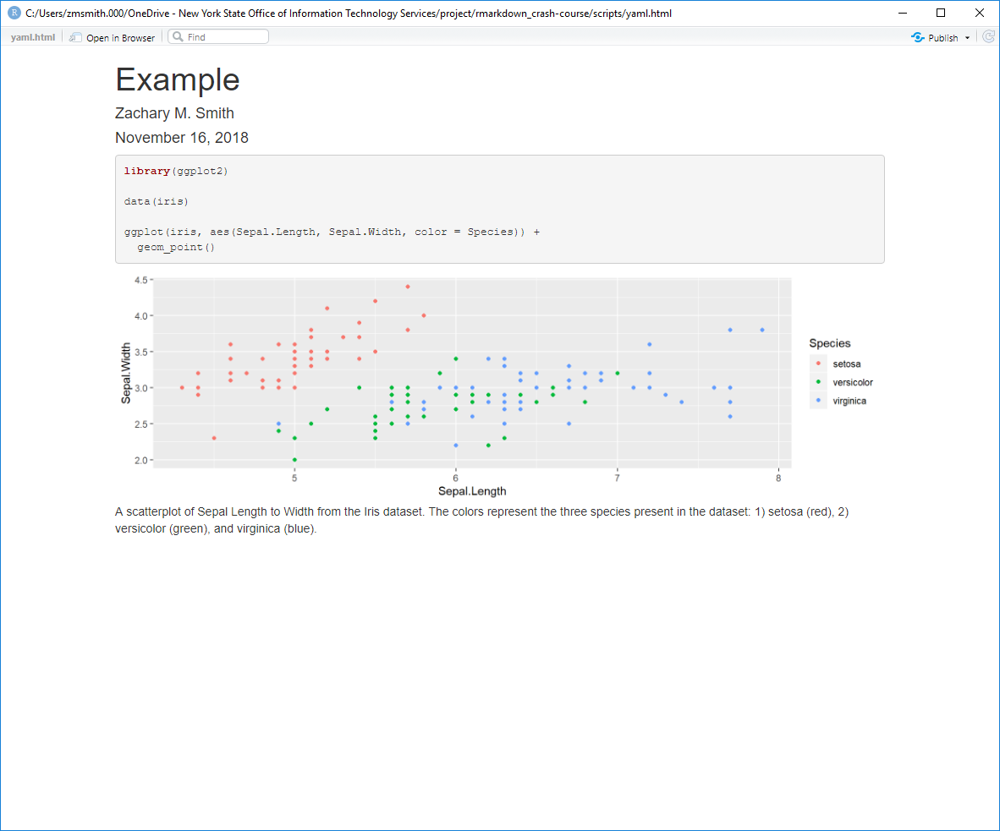 R C:/Users/zmsmith.000/OneDrive - New York State Office of Information Technology Services/project/rmarkdown_crash-course/scripts/yaml.html
yaml.html Open in Browser Find Publish
Example
Zachary M. Smith
November 16, 2018
library(ggplot2)
data(iris)
ggplot(iris, aes(Sepal.Length, Sepal.Width, color = Species)) +
  geom_point()
4.5
4.0
3.5
3.0
2.5
2.0
Sepal.Width
5 6 7 8
Sepal.Length
Species
setosa
versicolor
virginica
A scatterplot of Sepal Length to Width from the Iris dataset. The colors represent the three species present in the dataset: 1) setosa (red), 2)
versicolor (green), and virginica (blue).